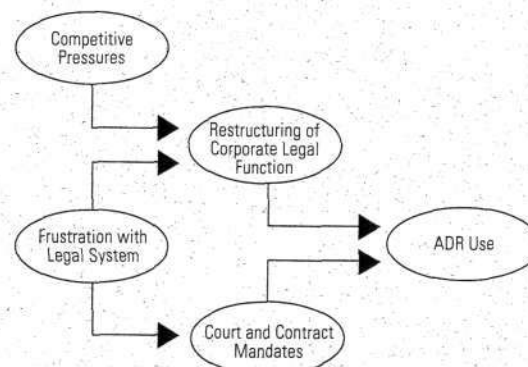 Competitive
Pressures
Restructuring of
Corporate Legal
Function
Frustration with
Legal System
ADR Use
Court and Contract
Mandates